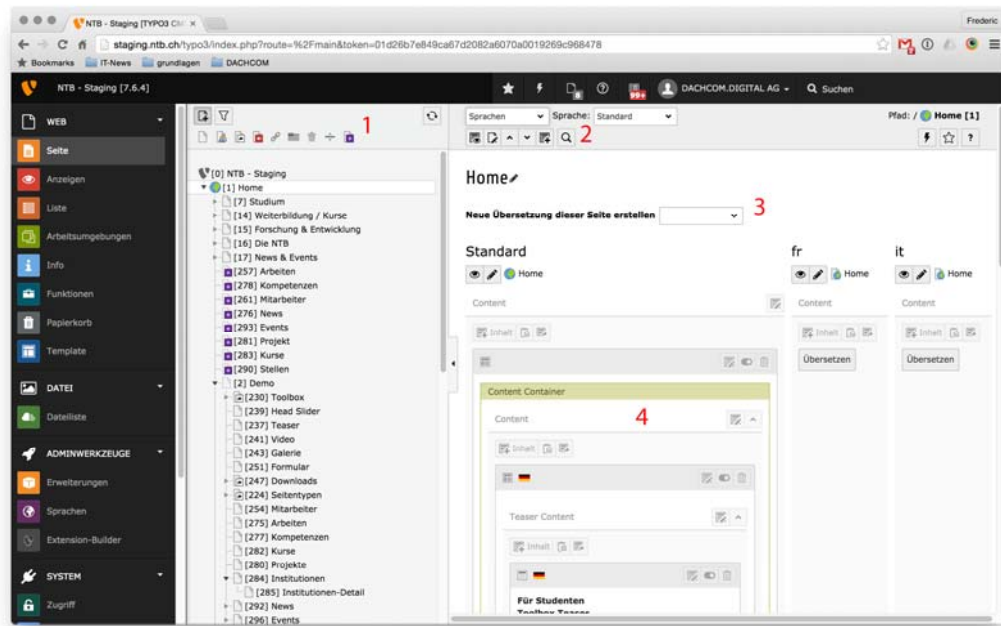 NTB - Staging [TYPO3 CM
Frederic
staging.ntb.ch/typo3/index.php?route=%2Fmain&token=01d26b7e849ca67d2082a6070a0019269c968478
Bookmarks IT-News grundlagen DACHCOM
NTB - Staging [7.6.4]
99+
DACHCOM.DIGITAL AG
Suchen
WEB
Seite
Anzeigen
Liste
Arbeitsumgebungen
Info
Funktionen
Papierkorb
Template
DATEI
Dateiliste
ADMINWERKZEUGE
Erweiterungen
Sprachen
Extension-Builder
SYSTEM
Zugriff
1
[0] NTB - Staging
[1] Home
[7] Studium
[14] Weiterbildung / Kurse
[15] Forschung & Entwicklung
[16] Die NTB
[17] News & Events
[257] Arbeiten
[278] Kompetenzen
[261] Mitarbeiter
[276] News
[293] Events
[281] Projekt
[283] Kurse
[290] Stellen
[2] Demo
[230] Toolbox
[239] Head Slider
[237] Teaser
[241] Video
[243] Galerie
[251] Formular
[247] Downloads
[224] Seitentypen
[254] Mitarbeiter
[275] Arbeiten
[277] Kompetenzen
[282] Kurse
[280] Projekte
[284] Institutionen
[285] Institutionen-Detail
[292] News
[296] Events
Sprachen Sprache: Standard
Pfad: / Home [1]
2
?
Home
Neue Übersetzung dieser Seite erstellen
3
Standard
Home
Content
Inhalt
Content Container
4
Content
Inhalt
Teaser Content
Inhalt
Für Studenten
Toolbox Teaser
fr
Home
Content
Inhalt
Übersetzen
it
Home
Content
Inhalt
Übersetzen